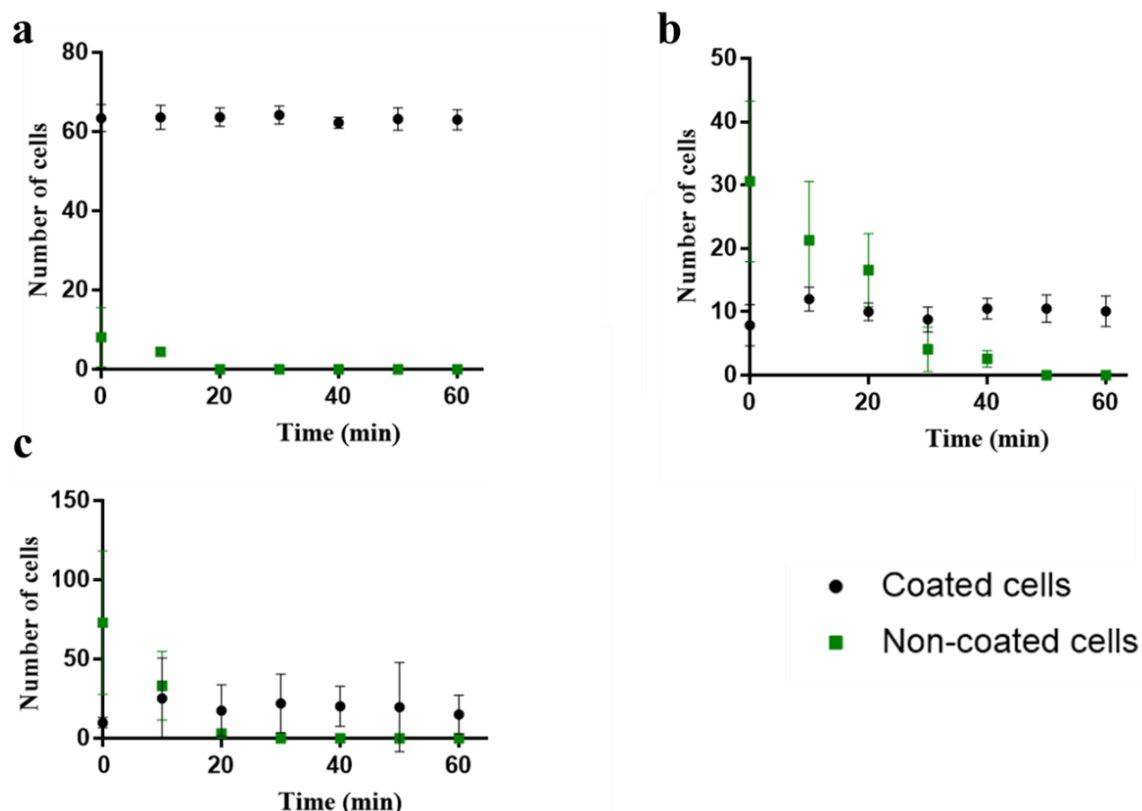 a
80
60
40
20
0
Number of cells
0 20 40 60
Time (min)
b
50
40
30
20
10
0
Number of cells
0 20 40 60
Time (min)
c
150
100
50
0
Number of cells
0 20 40 60
Time (min)
Coated cells
Non-coated cells